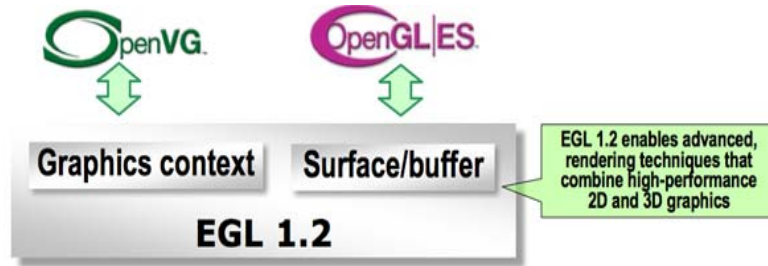 OpenVG.
OpenGL|ES.
Graphics context
Surface/buffer
EGL 1.2
EGL 1.2 enables advanced,
rendering techniques that
combine high-performance
2D and 3D graphics